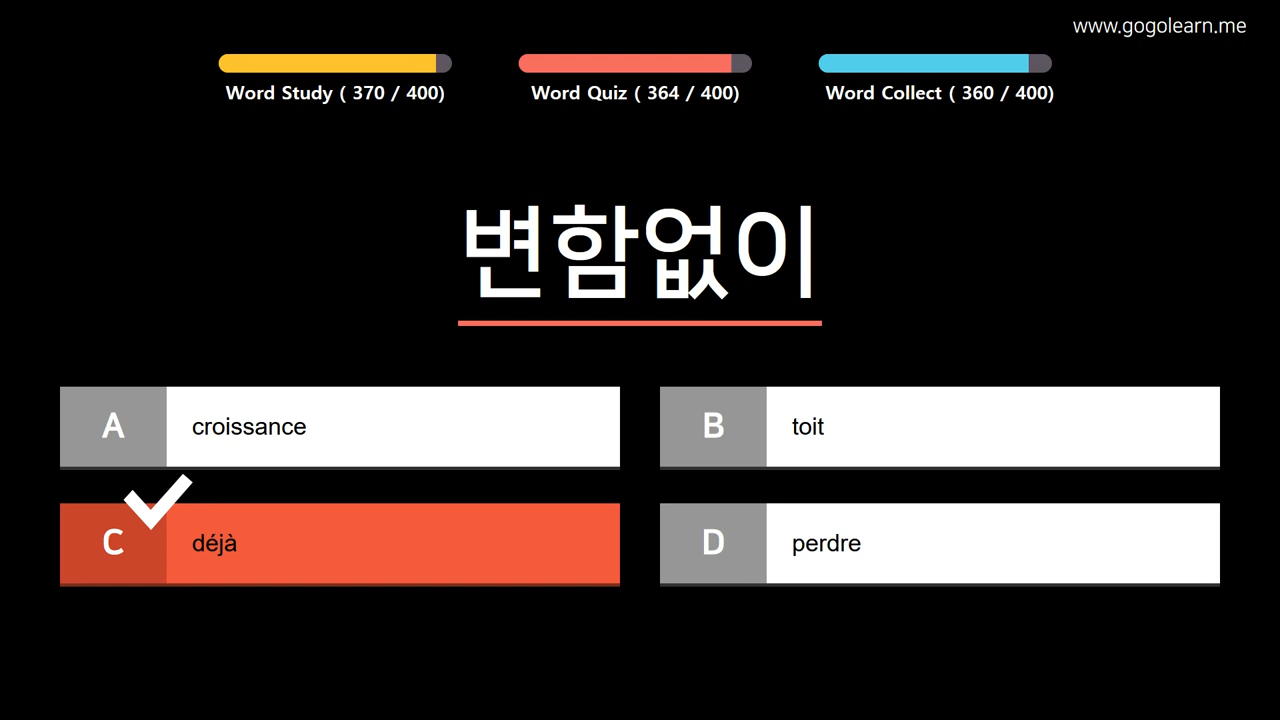 www.gogolearn.me
Word Study ( 370 / 400)
Word Quiz ( 364 / 400)
Word Collect ( 360 / 400)
변함없이
A croissance
B toit
C déjà
D perdre